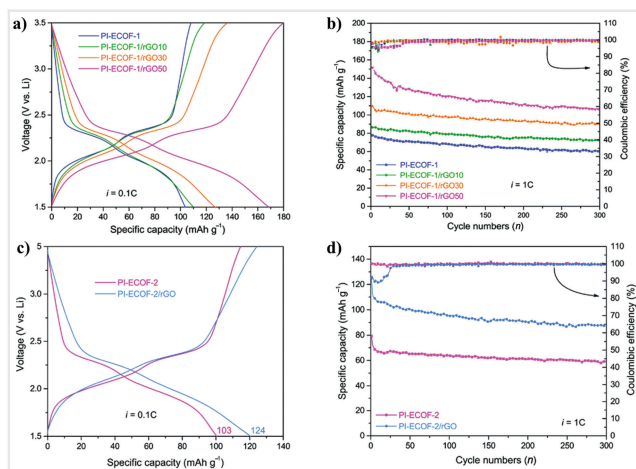 a)
3.5
3.0
2.5
2.0
1.5
Voltage (V vs. Li)
PI-ECOF-1
PI-ECOF-1/rGO10
PI-ECOF-1/rGO30
PI-ECOF-1/rGO50
i = 0.1C
0 20 40 60 80 100 120 140 160 180
Specific capacity (mAh g⁻¹)
b)
200
180
160
140
120
100
80
60
40
20
0
Specific capacity (mAh g⁻¹)
PI-ECOF-1
PI-ECOF-1/rGO10
PI-ECOF-1/rGO30
PI-ECOF-1/rGO50
i = 1C
100
90
80
70
60
50
40
30
20
10
0
Coulombic efficiency (%)
0 50 100 150 200 250 300
Cycle numbers (n)
c)
3.0
2.5
2.0
1.5
Voltage (V vs. Li)
PI-ECOF-2
PI-ECOF-2/rGO
i = 0.1C
103 124
0 20 40 60 80 100 120 140
Specific capacity (mAh g⁻¹)
d)
140
120
100
80
60
40
20
0
Specific capacity (mAh g⁻¹)
PI-ECOF-2
PI-ECOF-2/rGO
i = 1C
100
90
80
70
60
50
40
30
20
10
0
Coulombic efficiency (%)
0 50 100 150 200 250 300
Cycle numbers (n)